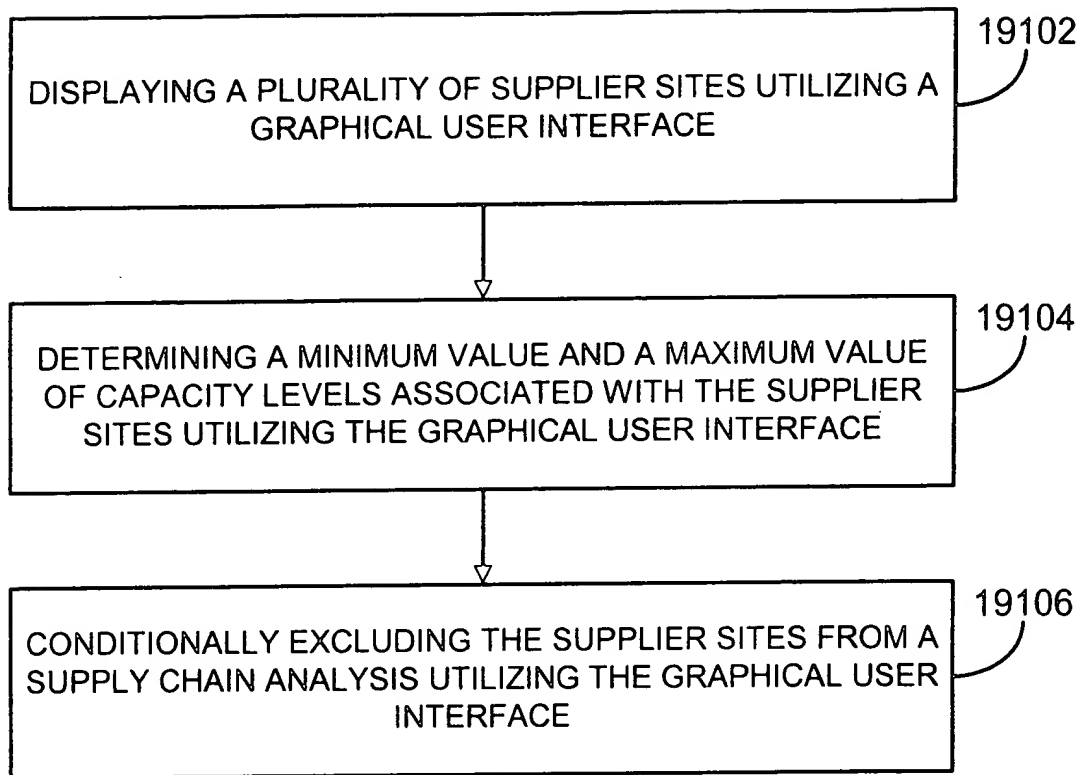 19102
DISPLAYING A PLURALITY OF SUPPLIER SITES UTILIZING A
GRAPHICAL USER INTERFACE
19104
DETERMINING A MINIMUM VALUE AND A MAXIMUM VALUE
OF CAPACITY LEVELS ASSOCIATED WITH THE SUPPLIER
SITES UTILIZING THE GRAPHICAL USER INTERFACE
19106
CONDITIONALLY EXCLUDING THE SUPPLIER SITES FROM A
SUPPLY CHAIN ANALYSIS UTILIZING THE GRAPHICAL USER
INTERFACE